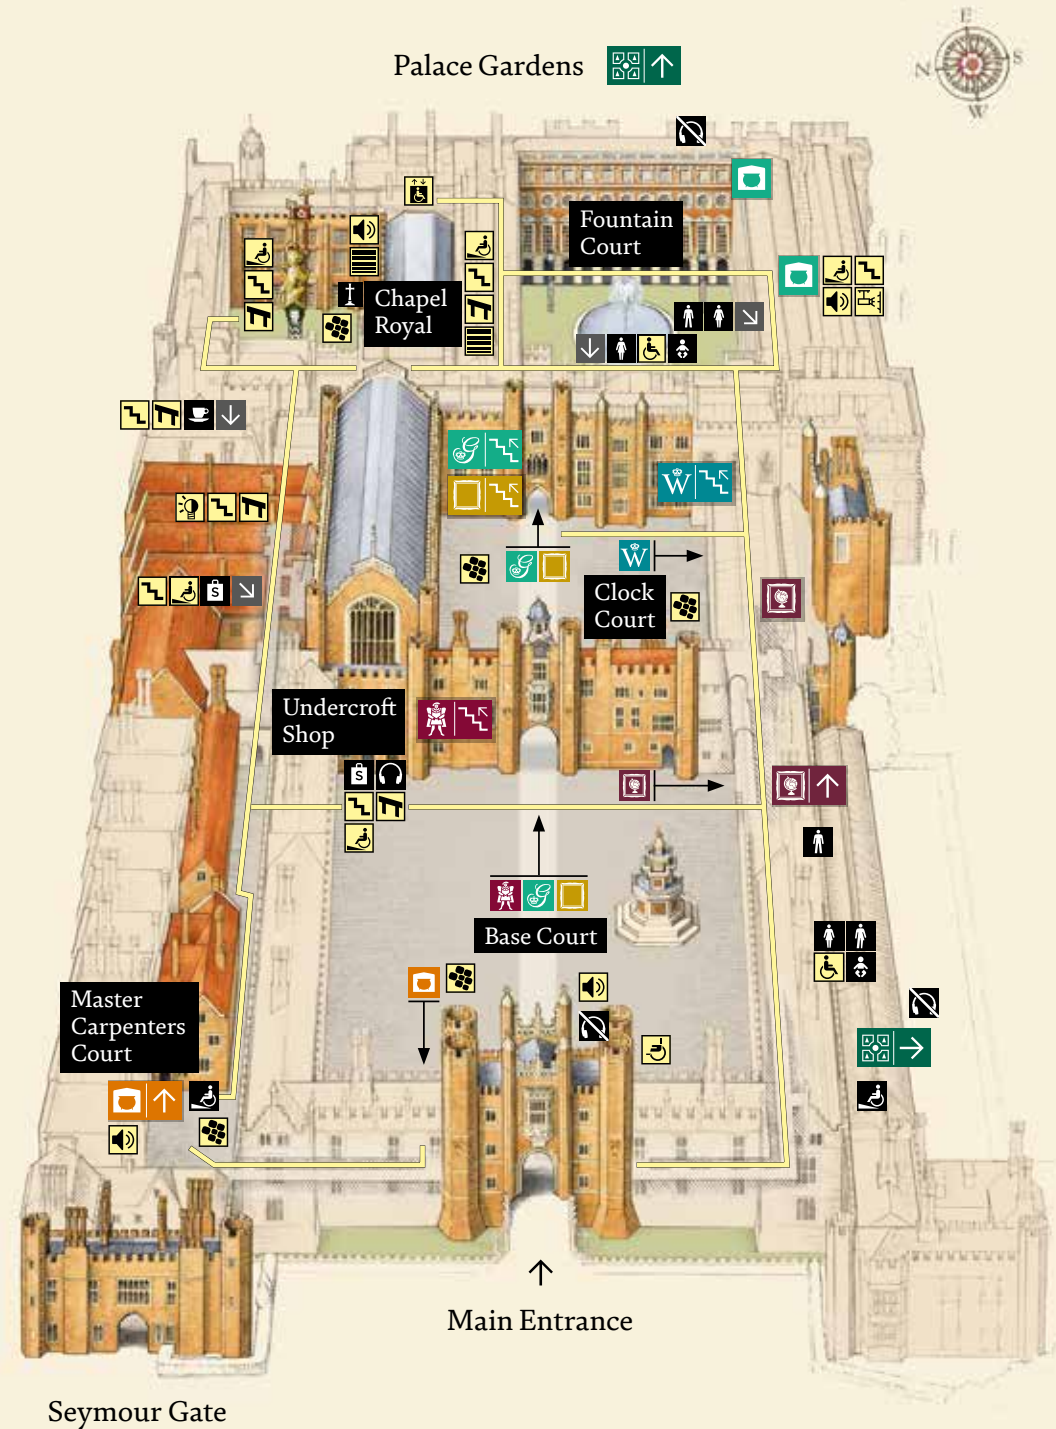 E
N
S
W
Palace Gardens
Fountain
Court
Chapel
Royal
G
W
G
W
Clock
Court
S
Undercroft
Shop
S
G
Base Court
Master
Carpenters
Court
Main Entrance
Seymour Gate